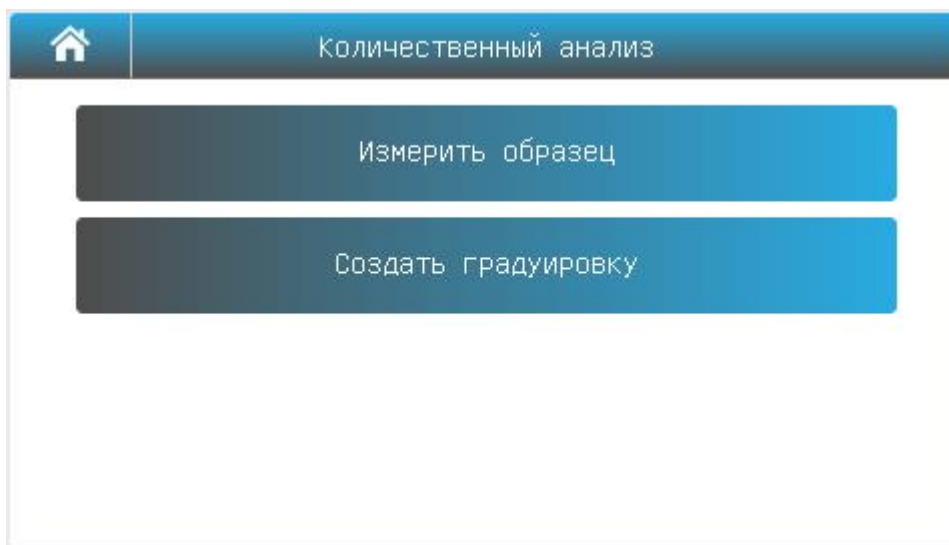 Количественный анализ
Измерить образец
Создать градуировку